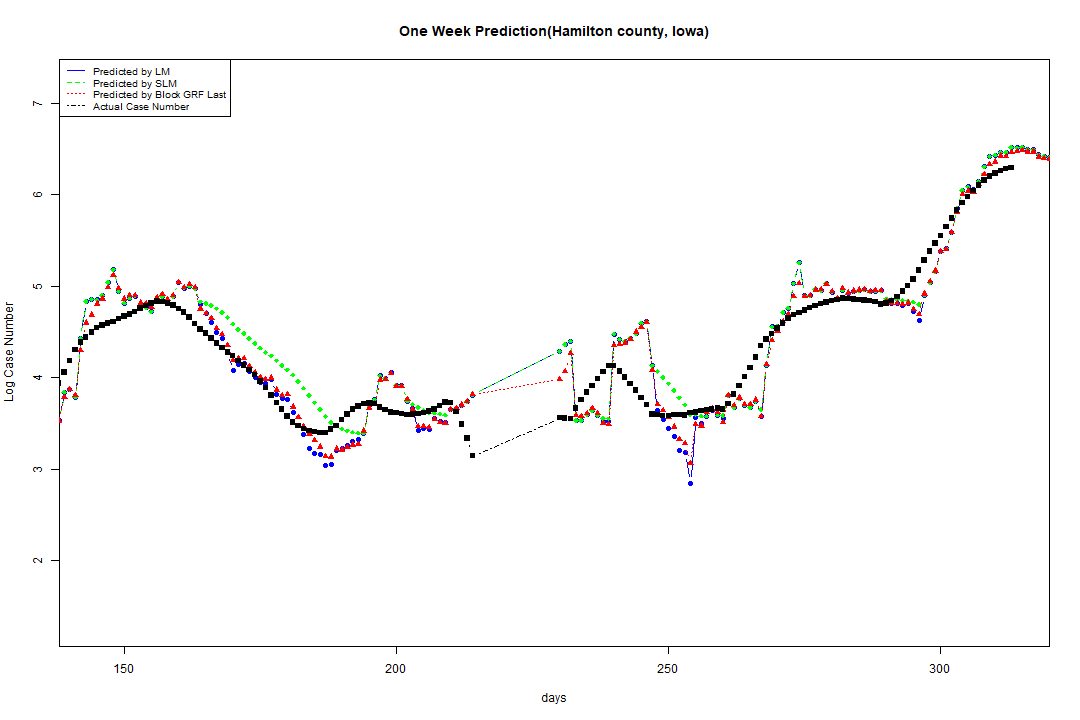 One Week Prediction(Hamilton county, Iowa)
Predicted by LM
Predicted by SLM
Predicted by Block GRF Last
Actual Case Number
7
6
5
4
3
2
Log Case Number
150
200
250
300
days